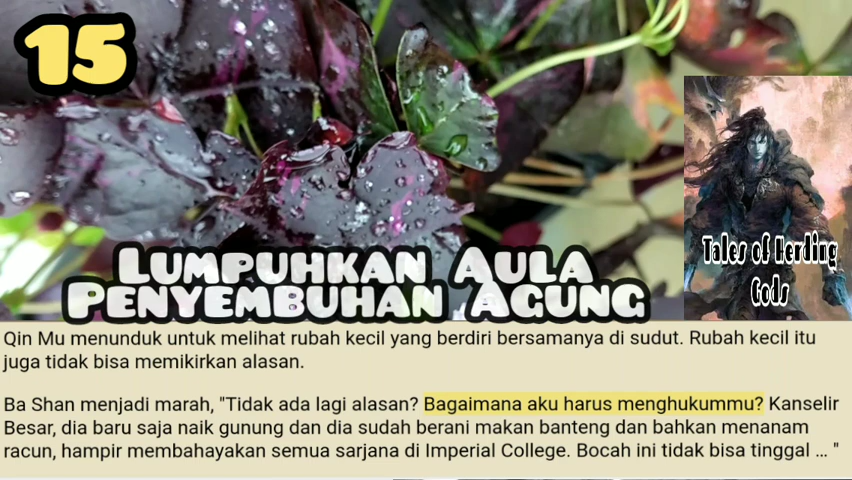 15
Tales of Herding
Gods
LUMPUHKAN AULA
PENYEMBUHAN AGUNG
Qin Mu menunduk untuk melihat rubah kecil yang berdiri bersamanya di sudut. Rubah kecil itu
juga tidak bisa memikirkan alasan.
Ba Shan menjadi marah, "Tidak ada lagi alasan? Bagaimana aku harus menghukummu? Kanselir
Besar, dia baru saja naik gunung dan dia sudah berani makan banteng dan bahkan menanam
racun, hampir membahayakan semua sarjana di Imperial College. Bocah ini tidak bisa tinggal ... "